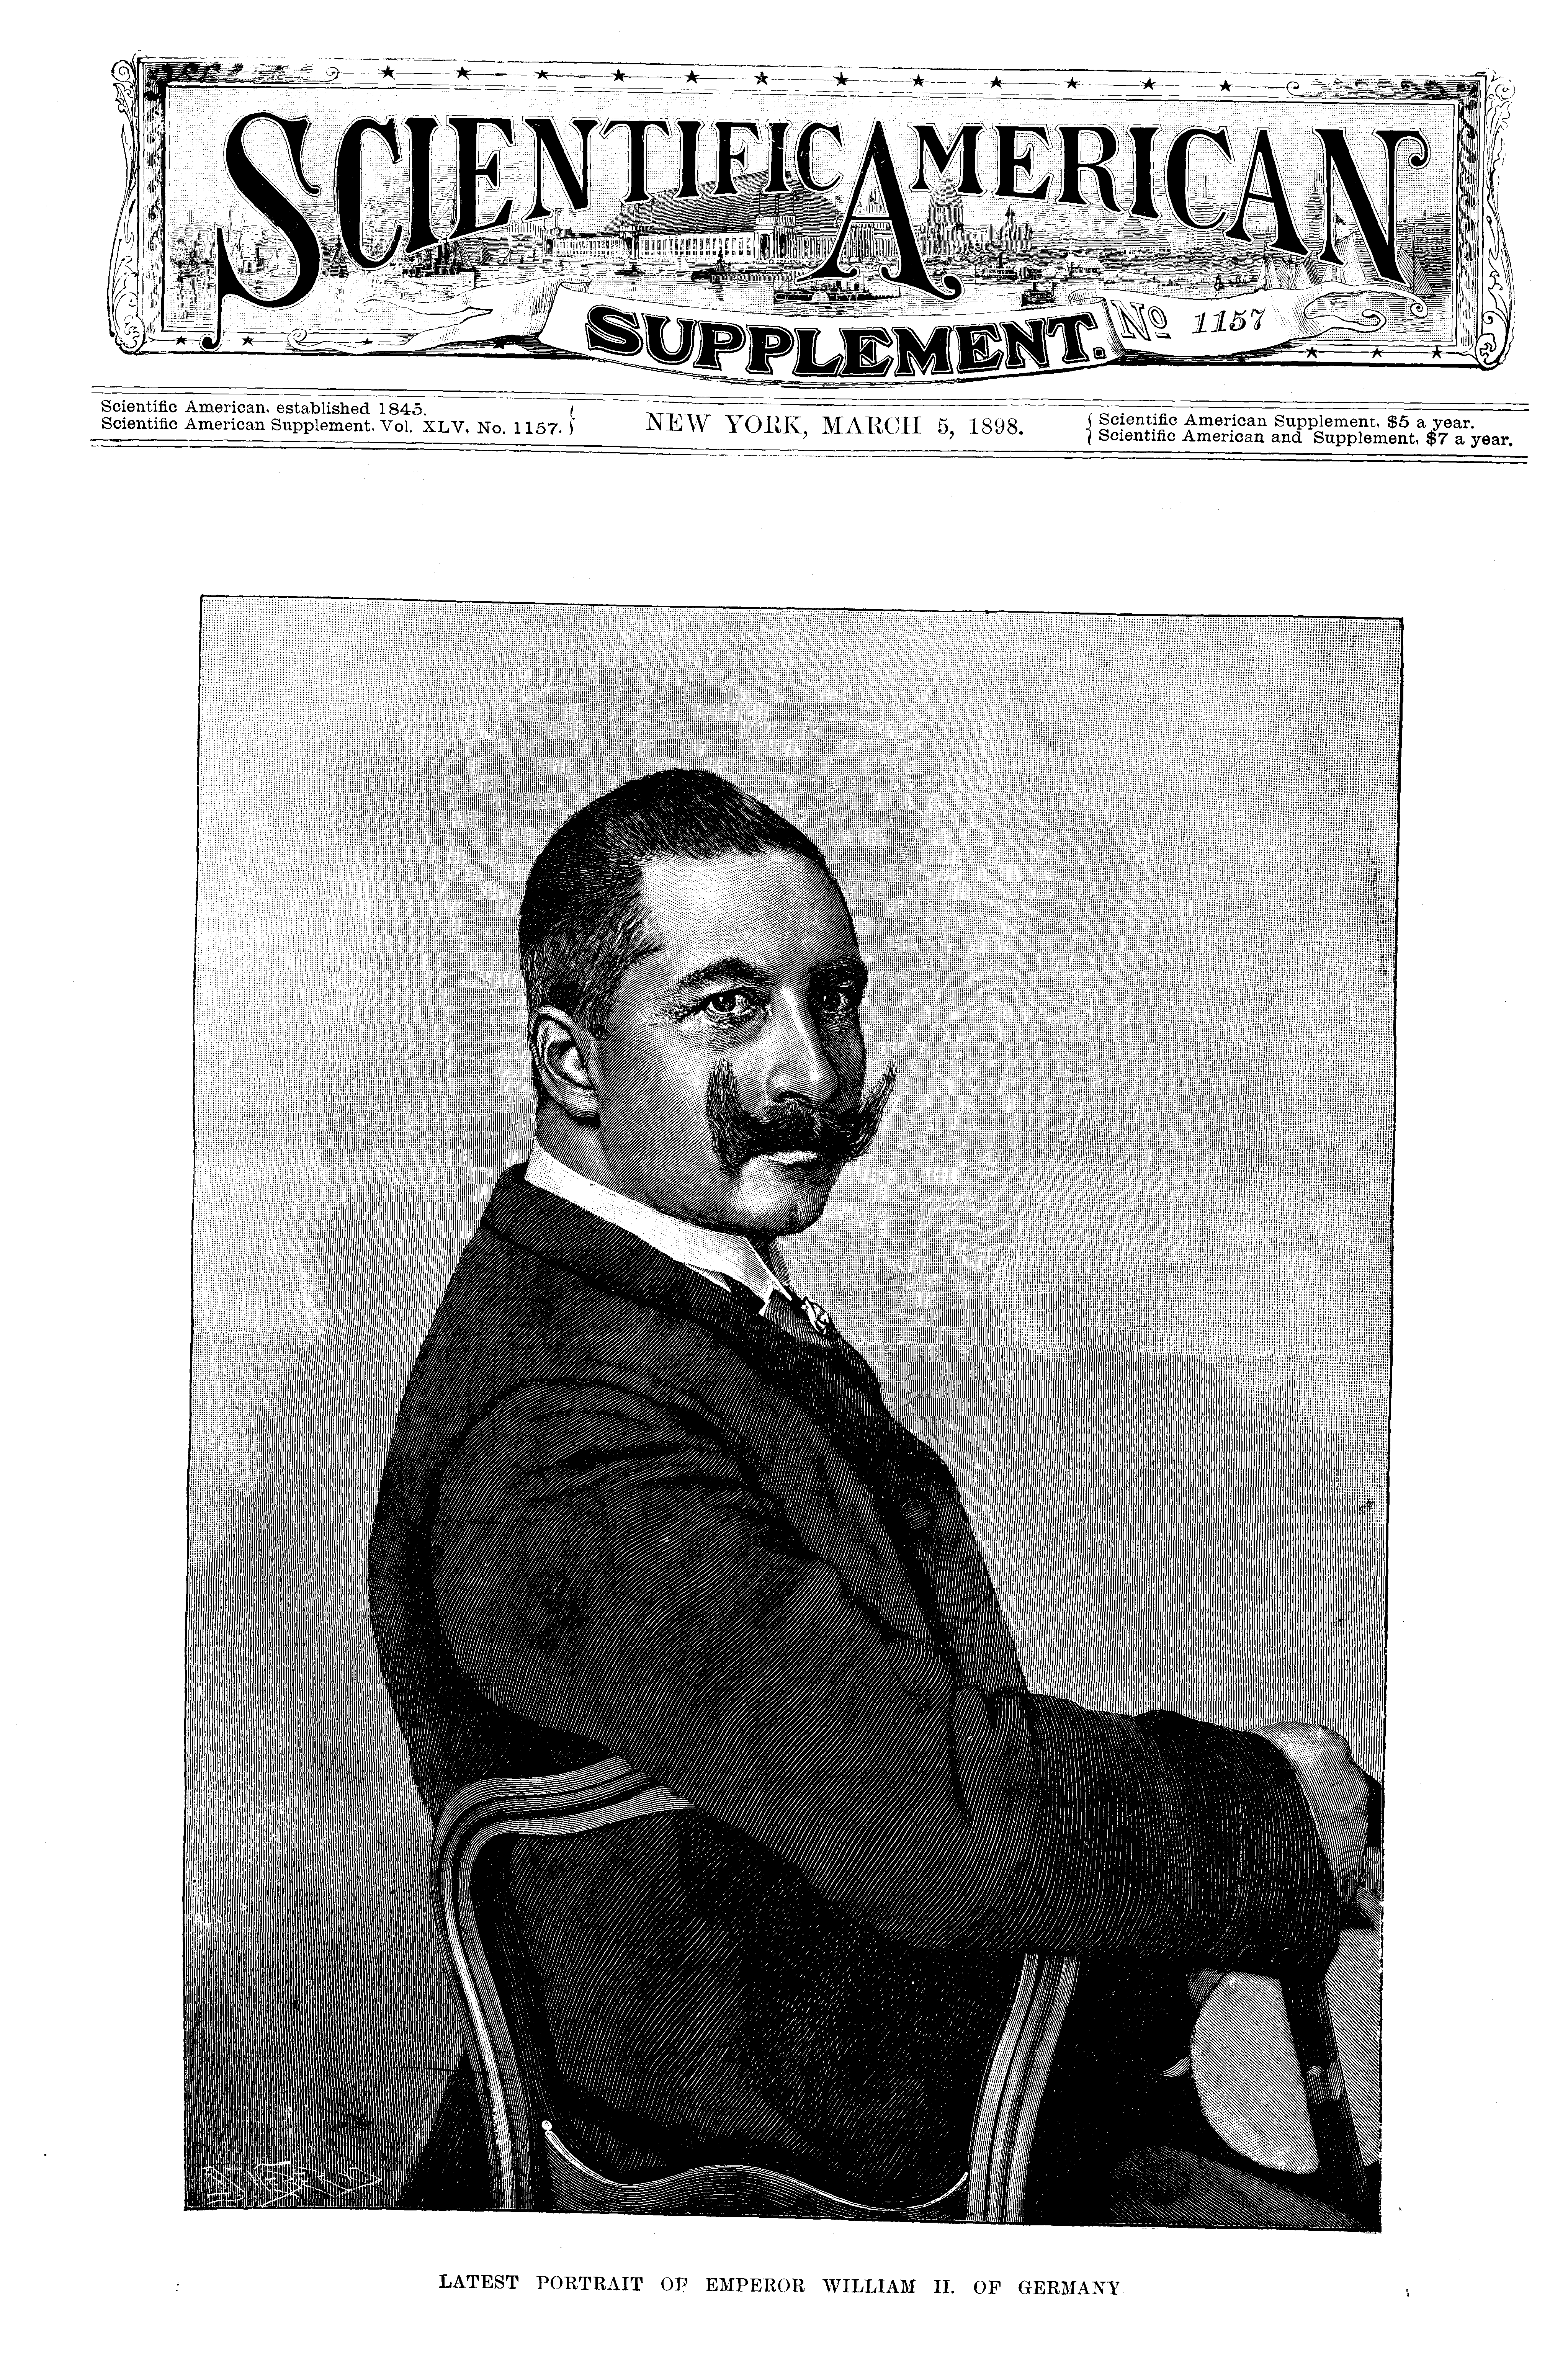 SCIENTIFIC AMERICAN
SUPPLEMENT. No 1157
Scientific American, established 1845.
Scientific American Supplement, Vol. XLV, No. 1157.
NEW YORK, MARCH 5, 1898.
Scientific American Supplement, $5 a year.
Scientific American and Supplement, $7 a year.
LATEST PORTRAIT OF EMPEROR WILLIAM II. OF GERMANY.